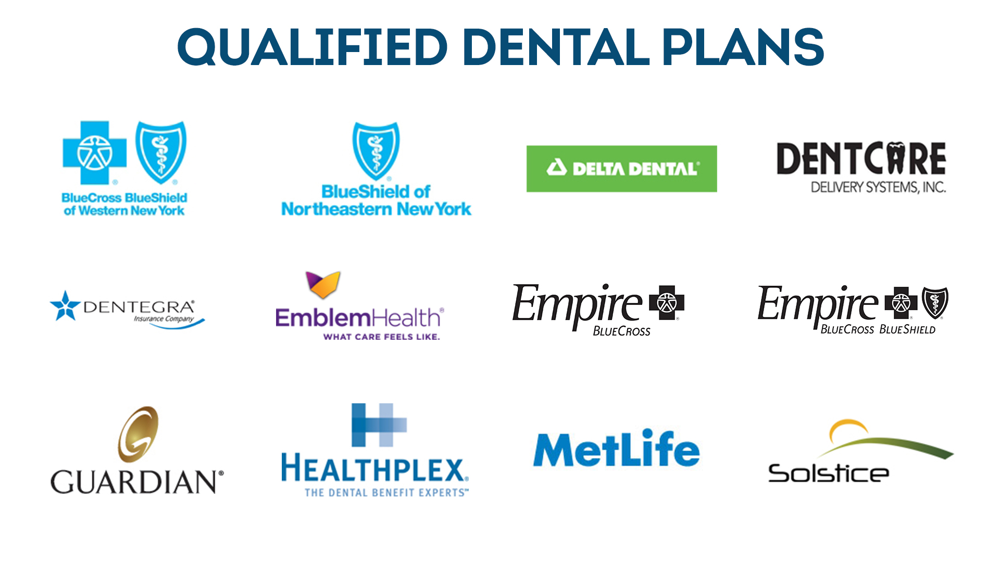 QUALIFIED DENTAL PLANS
BlueCross BlueShield
of Western New York
BlueShield of
Northeastern New York
DELTA DENTAL®
DENTCARE
DELIVERY SYSTEMS, INC.
DENTEGRA®
Insurance Company
EmblemHealth®
WHAT CARE FEELS LIKE.
Empire
BLUECROSS
Empire
BLUECROSS BLUESHIELD
GUARDIAN®
HEALTHPLEX®
THE DENTAL BENEFIT EXPERTS™
MetLife
Solstice